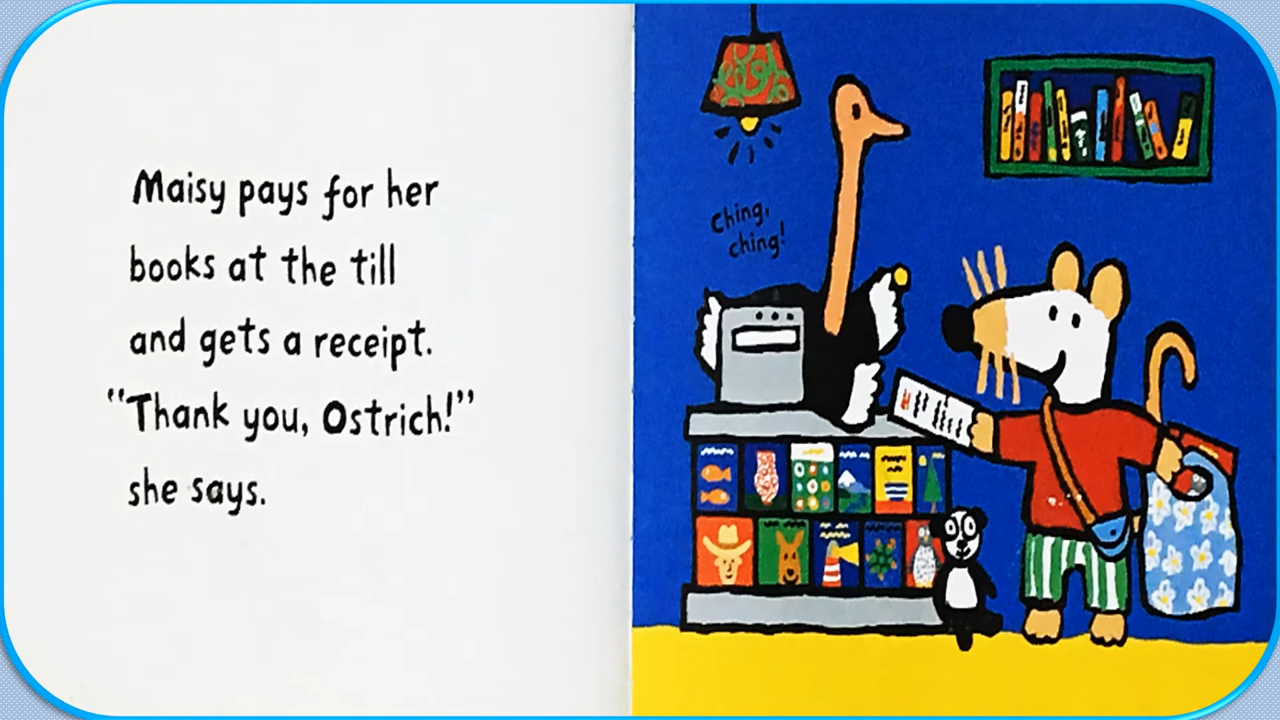 Maisy pays for her
books at the till
and gets a receipt.
“Thank you, Ostrich!”
she says.
Ching,
ching!